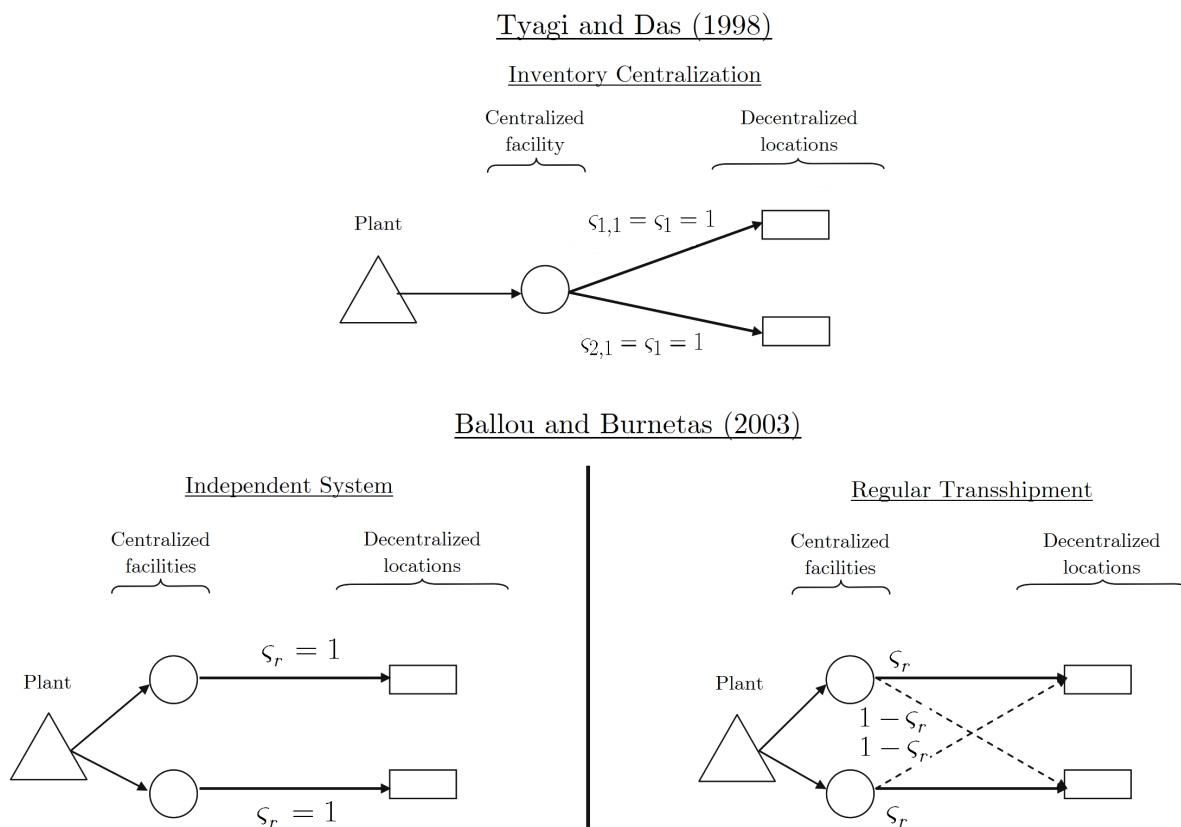 Tyagi and Das (1998)
Inventory Centralization
Centralized
facility
Decentralized
locations
Plant
ς1,1 = ς1 = 1
ς2,1 = ς1 = 1
Ballou and Burnetas (2003)
Independent System
Centralized
facilities
Decentralized
locations
Plant
ςr = 1
ςr = 1
Regular Transshipment
Centralized
facilities
Decentralized
locations
Plant
ςr
1 − ςr
1 − ςr
ςr